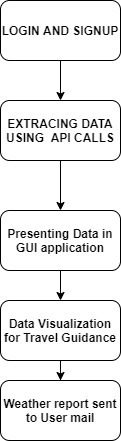 LOGIN AND SIGNUP
EXTRACING DATA
USING API CALLS
Presenting Data in
GUI application
Data Visualization
for Travel Guidance
Weather report sent
to User mail